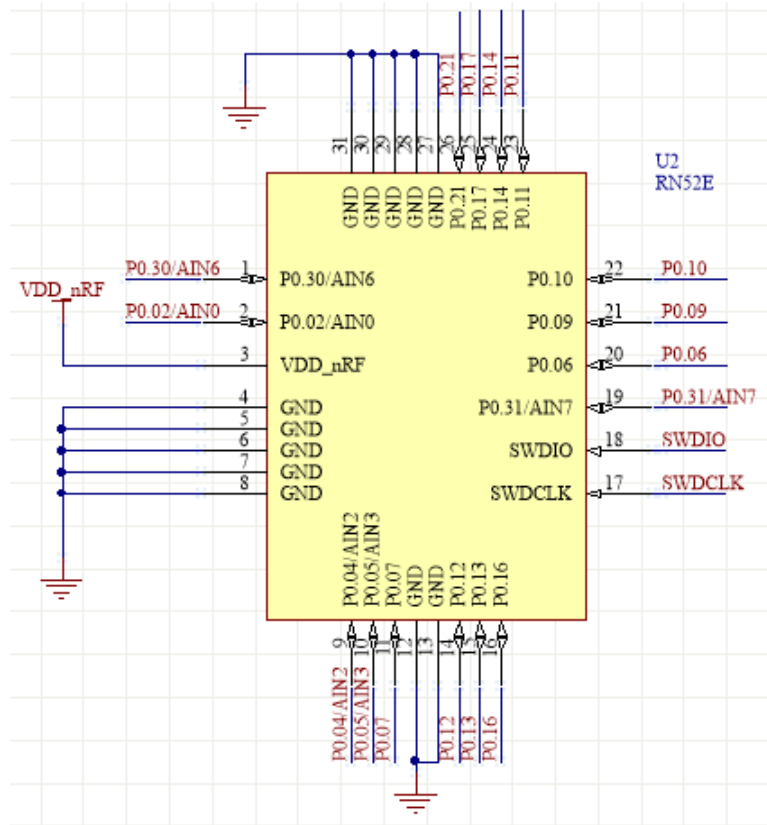 P0.21
P0.17
P0.14
P0.11
31
30
29
28
27
26
25
24
23
U2
RN52E
GND
GND
GND
GND
GND
P0.21
P0.17
P0.14
P0.11
P0.30/AIN6
1
P0.30/AIN6
P0.10
22
P0.10
VDD_nRF
P0.02/AIN0
2
P0.02/AIN0
P0.09
21
P0.09
3
VDD_nRF
P0.06
20
P0.06
4
GND
P0.31/AIN7
19
P0.31/AIN7
5
GND
6
GND
SWDIO
18
SWDIO
7
GND
8
GND
SWDCLK
17
SWDCLK
P0.04/AIN2
P0.05/AIN3
P0.07
GND
GND
P0.12
P0.13
P0.16
9
10
11
12
13
14
15
16
P0.04/AIN2
P0.05/AIN3
P0.07
P0.12
P0.13
P0.16